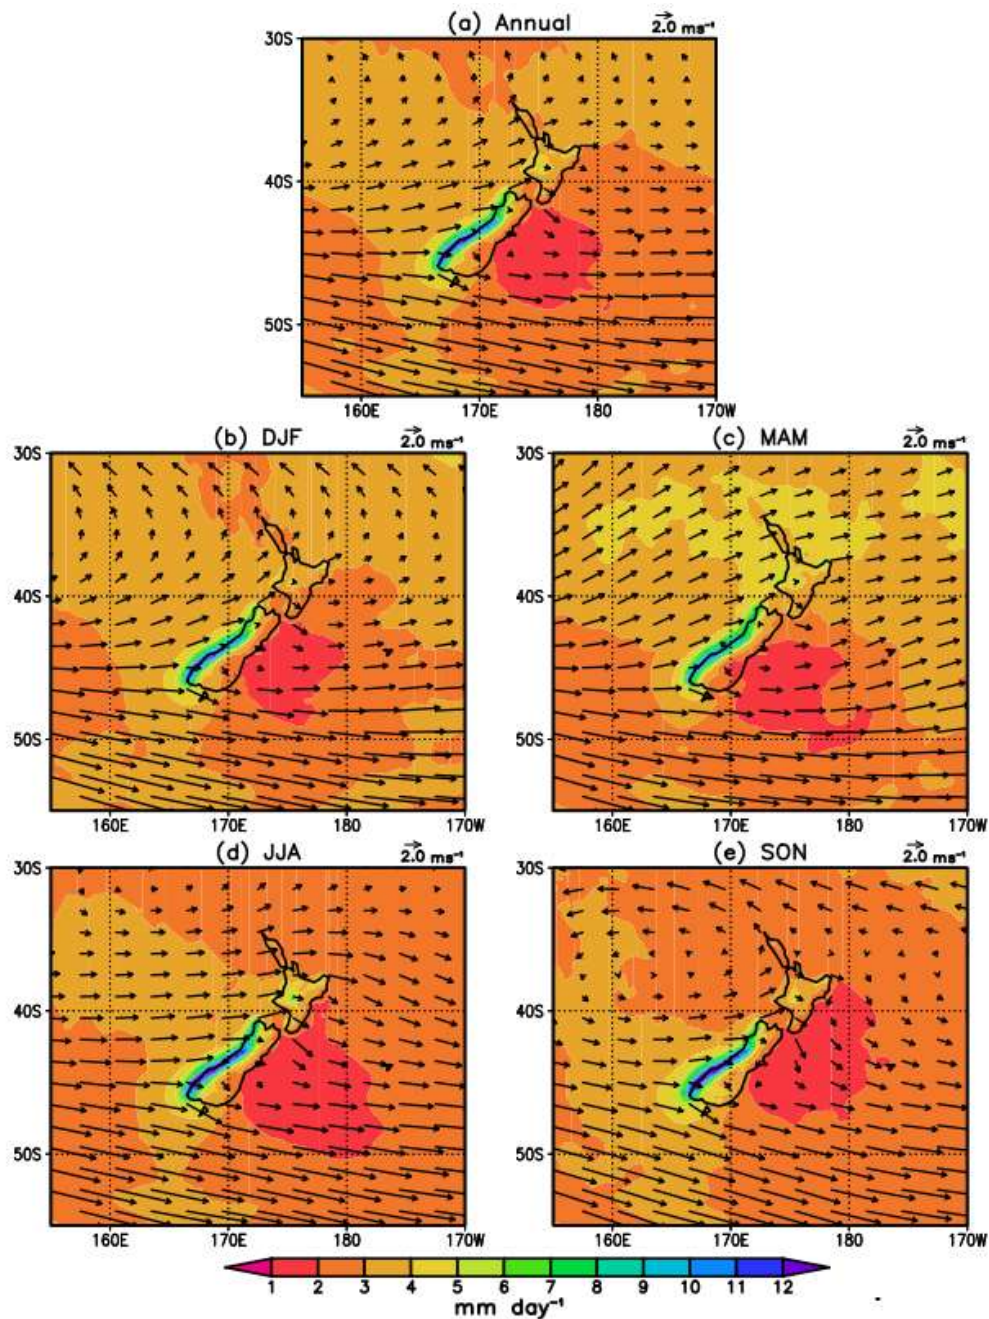 (a) Annual
2.0 ms⁻¹
30S
40S
50S
160E 170E 180 170W
(b) DJF
2.0 ms⁻¹
(c) MAM
2.0 ms⁻¹
30S 30S
40S 40S
50S 50S
160E 170E 180 170W 160E 170E 180 170W
(d) JJA
2.0 ms⁻¹
(e) SON
2.0 ms⁻¹
30S 30S
40S 40S
50S 50S
160E 170E 180 170W 160E 170E 180 170W
1 2 3 4 5 6 7 8 9 10 11 12
mm day⁻¹